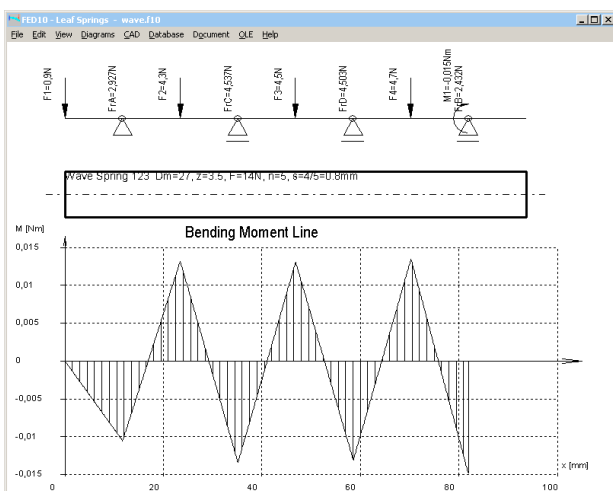 FED10 - Leaf Springs - wave.f10
File Edit View Diagrams CAD Database Document OLE Help
F1=0,9N
FrA=2,927N
F2=4,3N
FrC=4,537N
F3=4,5N
FrD=4,503N
F4=4,7N
M1=-0,015Nm
FrB=2,432N
Wave Spring 123 Dm=27, z=3.5, F=14N, n=5, s=4/5=0.8mm
Bending Moment Line
M [Nm]
0,015
0,01
0,005
0
-0,005
-0,01
-0,015
x [mm]
0 20 40 60 80 100